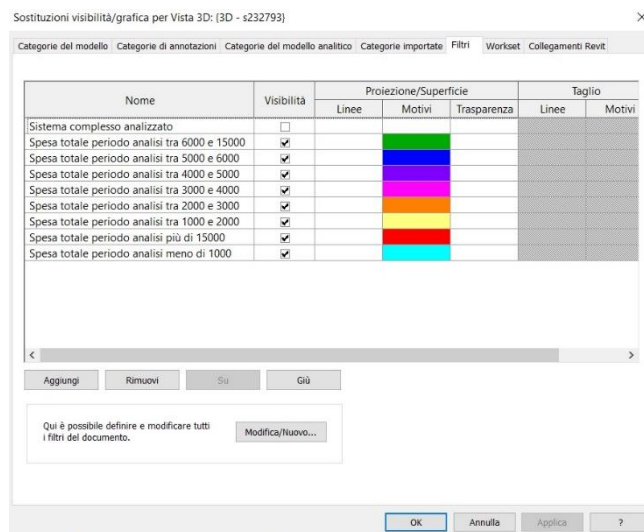 Sostituzioni visibilità/grafica per Vista 3D: {3D - s232793}
Categorie del modello Categorie di annotazioni Categorie del modello analitico Categorie importate Filtri Workset Collegamenti Revit
Nome Visibilità Proiezione/Superficie Taglio
Linee Motivi Trasparenza Linee Motivi
Sistema complesso analizzato
Spesa totale periodo analisi tra 6000 e 15000
Spesa totale periodo analisi tra 5000 e 6000
Spesa totale periodo analisi tra 4000 e 5000
Spesa totale periodo analisi tra 3000 e 4000
Spesa totale periodo analisi tra 2000 e 3000
Spesa totale periodo analisi tra 1000 e 2000
Spesa totale periodo analisi più di 15000
Spesa totale periodo analisi meno di 1000
Aggiungi Rimuovi Su Giù
Qui è possibile definire e modificare tutti
i filtri del documento.
Modifica/Nuovo...
OK Annulla Applica ?